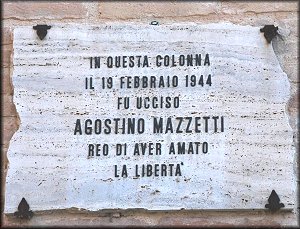 IN QUESTA COLONNA
IL 19 FEBBRAIO 1944
FU UCCISO
AGOSTINO MAZZETTI
REO DI AVER AMATO
LA LIBERTA'